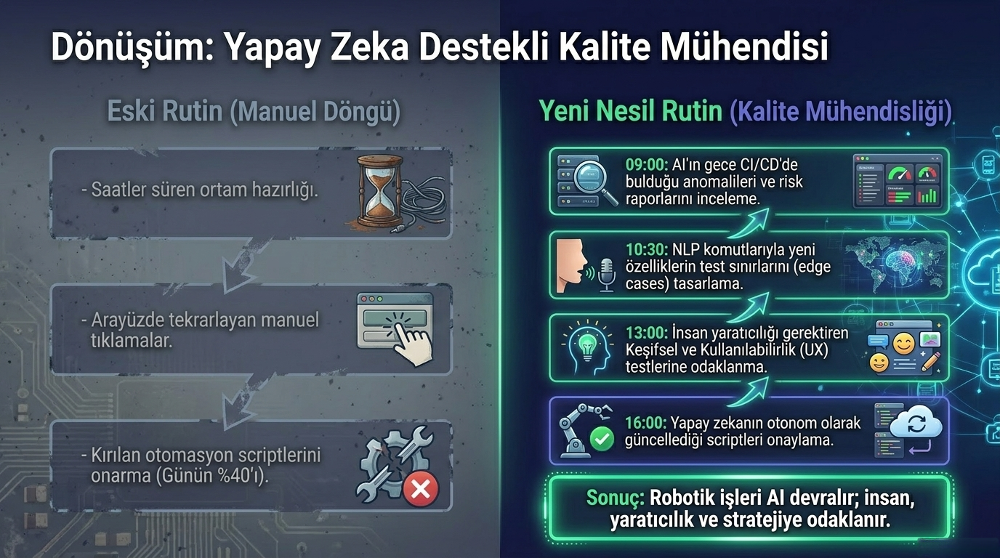 Dönüşüm: Yapay Zeka Destekli Kalite Mühendisi
Eski Rutin (Manuel Döngü)
- Saatler süren ortam hazırlığı.
- Arayüzde tekrarlayan manuel
tıklamalar.
- Kırılan otomasyon scriptlerini
onarma (Günün %40'ı).
Yeni Nesil Rutin (Kalite Mühendisliği)
09:00: AI'ın gece CI/CD'de
bulduğu anomalileri ve risk
raporlarını inceleme.
10:30: NLP komutlarıyla yeni
özelliklerin test sınırlarını (edge
cases) tasarlama.
13:00: İnsan yaratıcılığı gerektiren
Keşifsel ve Kullanılabilirlik (UX)
testlerine odaklanma.
16:00: Yapay zekanın otonom olarak
güncellediği scriptleri onaylama.
Sonuç: Robotik işleri AI devralır; insan,
yaratıcılık ve stratejiye odaklanır.